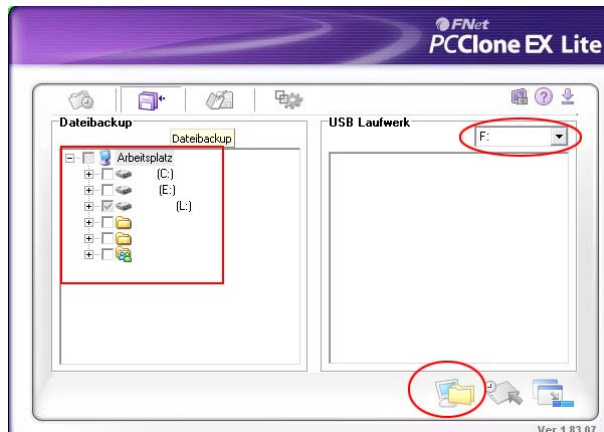 FNet
PCClone EX Lite
Dateibackup
USB Laufwerk
Dateibackup
F:
Arbeitsplatz
(C:)
(E:)
(L:)
Ver 1.83.07